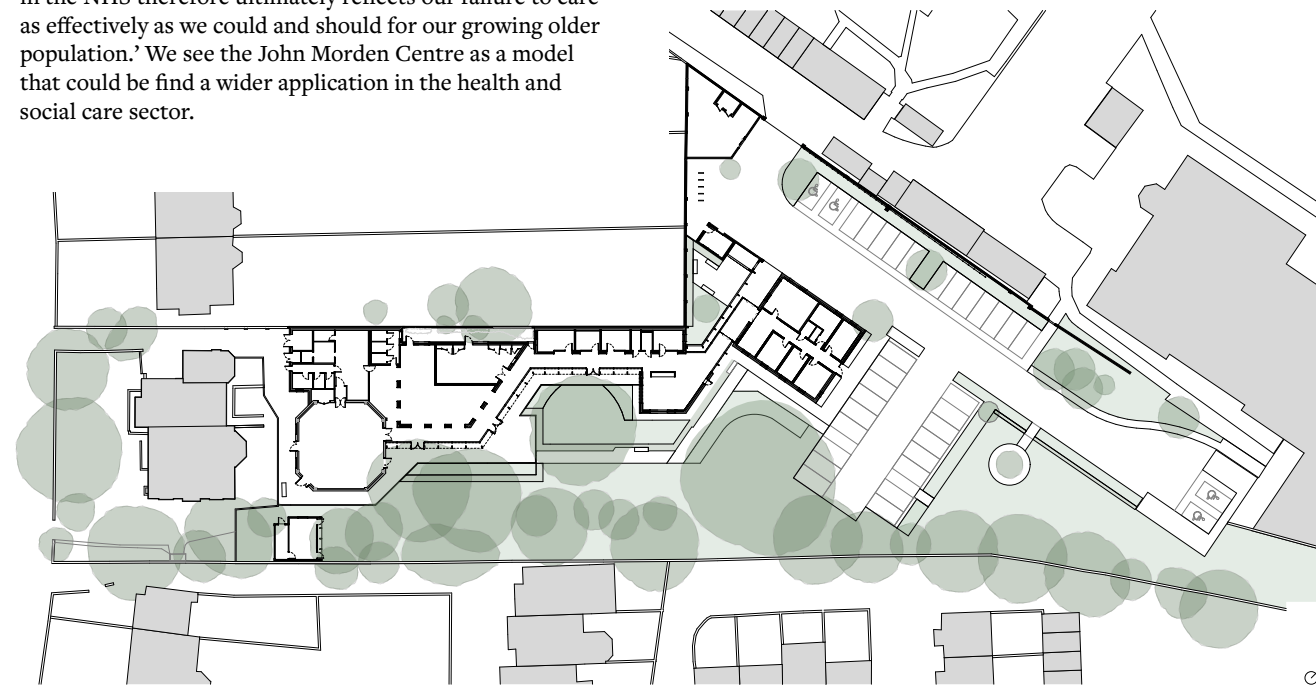 in the NHS therefore ultimately reflects our failure to care
as effectively as we could and should for our growing older
population.’ We see the John Morden Centre as a model
that could be find a wider application in the health and
social care sector.